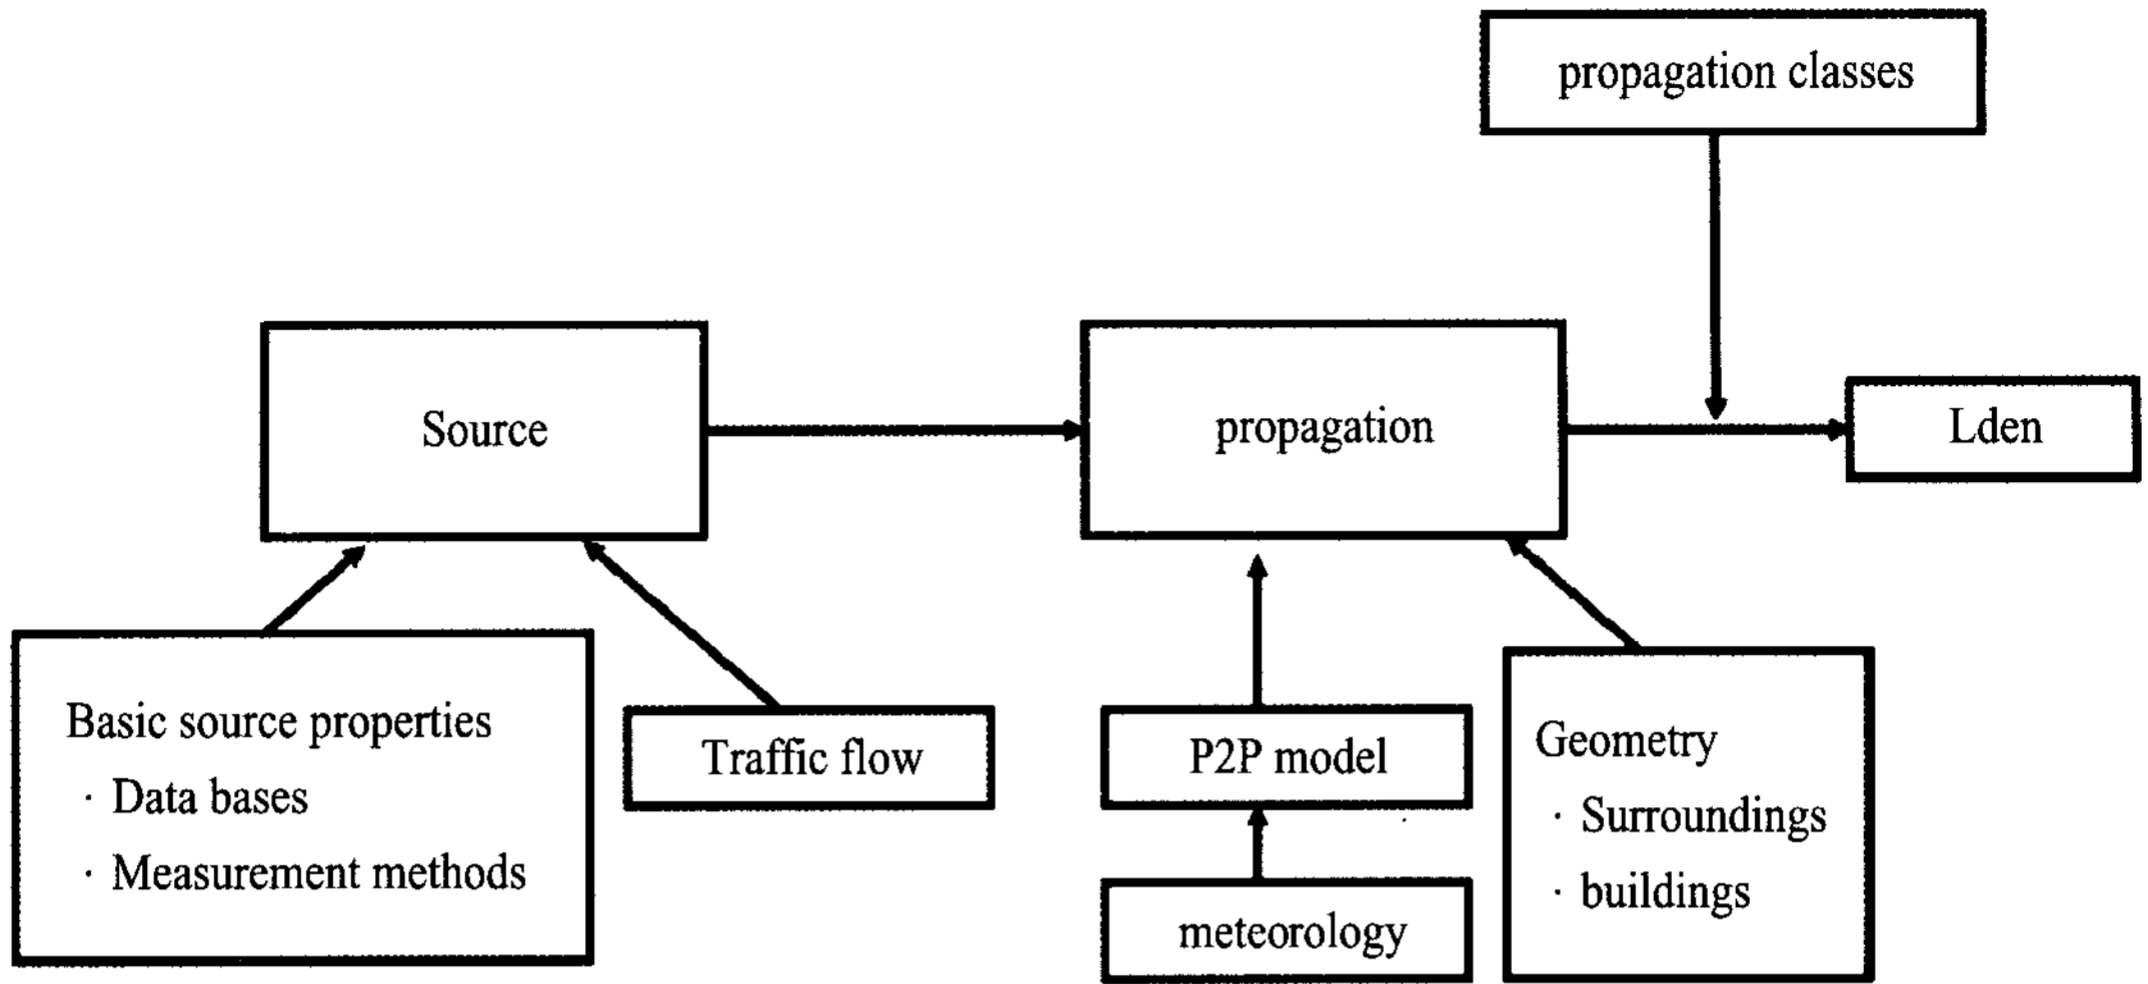 propagation classes
Source
propagation
Lden
Basic source properties
· Data bases
· Measurement methods
Traffic flow
P2P model
meteorology
Geometry
· Surroundings
· buildings